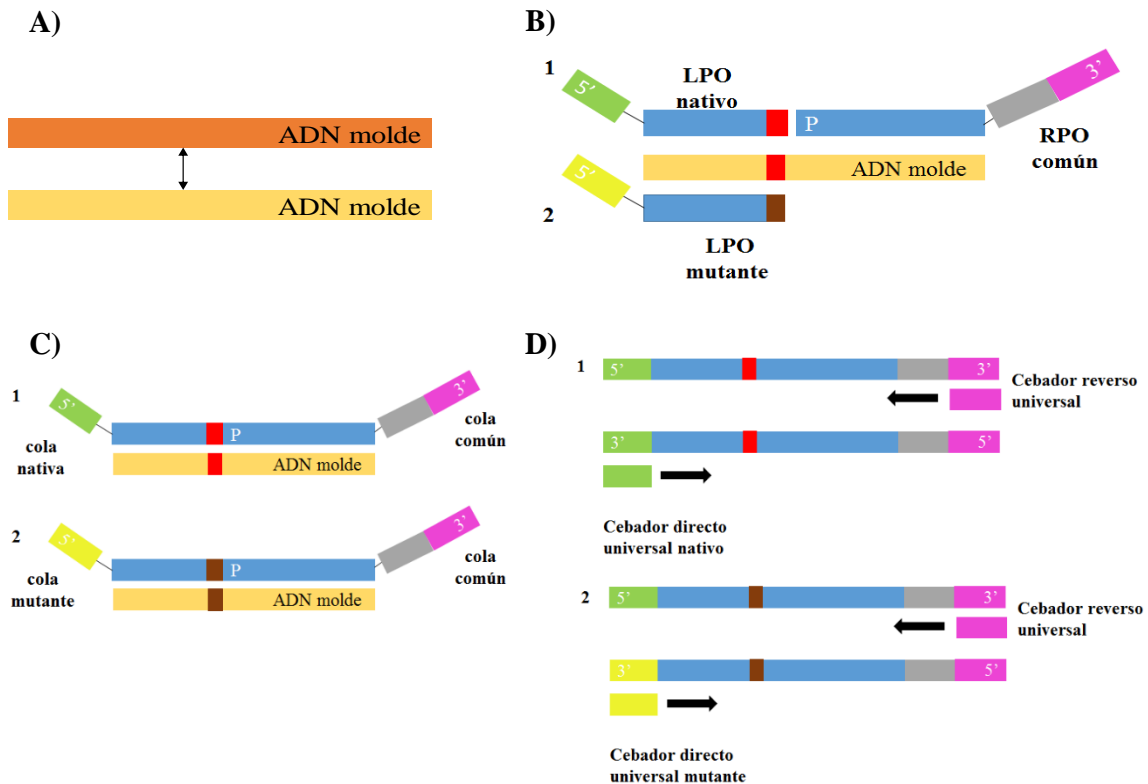 A)
ADN molde
ADN molde
B)
1
5'
LPO
nativo
P
3'
RPO
común
ADN molde
5'
2
LPO
mutante
C)
1
5'
cola
nativa
P
ADN molde
3'
cola
común
2
5'
cola
mutante
P
ADN molde
3'
cola
común
D)
1
5'
3'
Cebador reverso
universal
3'
5'
Cebador directo
universal nativo
2
5'
3'
Cebador reverso
universal
3'
5'
Cebador directo
universal mutante